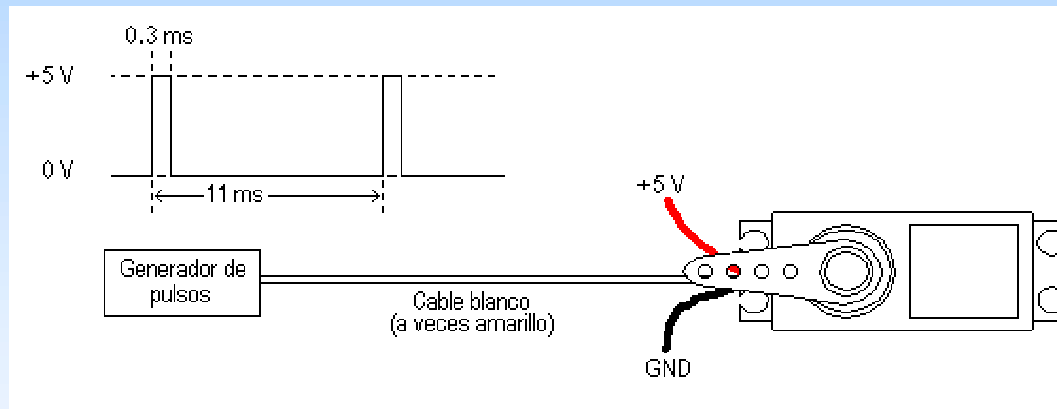 0.3 ms
+5 V
0 V
11 ms
+5 V
Generador de
pulsos
Cable blanco
(a veces amarillo)
GND